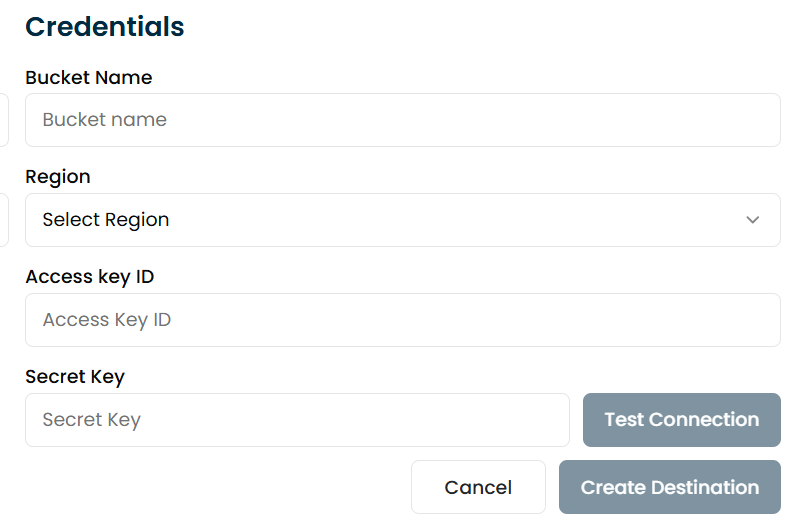 Credentials
Bucket Name
Bucket name
Region
Select Region
Access key ID
Access Key ID
Secret Key
Secret Key
Test Connection
Cancel
Create Destination